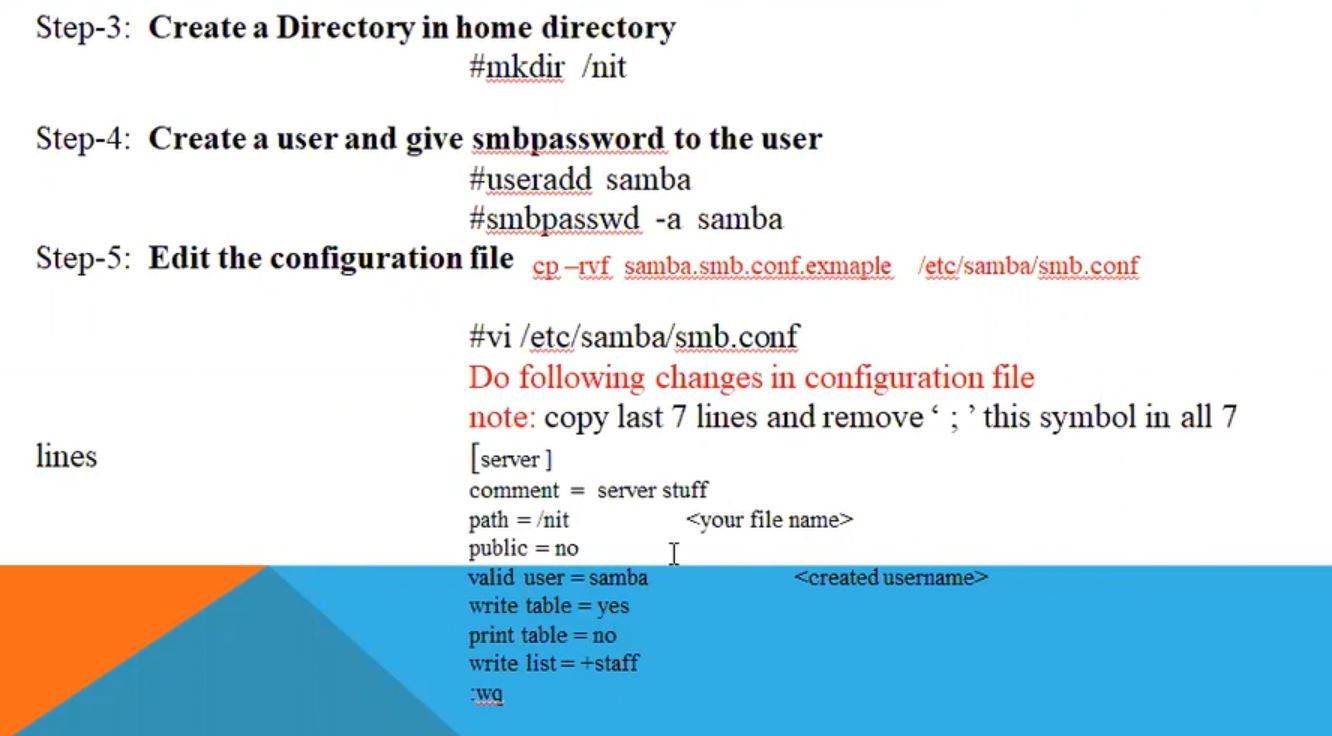 Step-3: Create a Directory in home directory
#mkdir /nit
Step-4: Create a user and give smbpassword to the user
#useradd samba
#smbpasswd -a samba
Step-5: Edit the configuration file cp –rvf samba.smb.conf.exmaple /etc/samba/smb.conf
#vi /etc/samba/smb.conf
Do following changes in configuration file
note: copy last 7 lines and remove ‘ ; ’ this symbol in all 7
lines [server ]
comment = server stuff
path = /nit <your file name>
public = no
valid user = samba <created username>
write table = yes
print table = no
write list = +staff
:wq